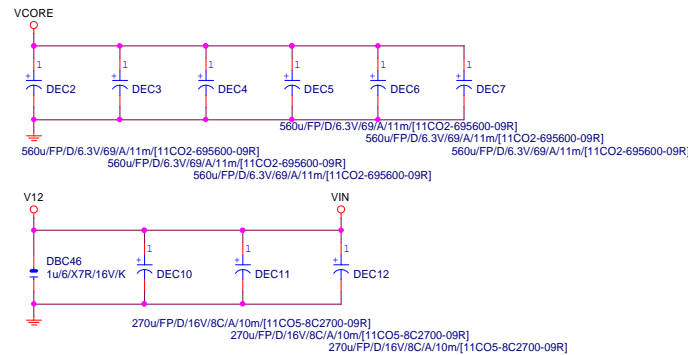 VCORE
1 1 1 1 1 1
+ + + + + +
DEC2 DEC3 DEC4 DEC5 DEC6 DEC7
560u/FP/D/6.3V/69/A/11m/[11CO2-695600-09R]
560u/FP/D/6.3V/69/A/11m/[11CO2-695600-09R]
560u/FP/D/6.3V/69/A/11m/[11CO2-695600-09R]
560u/FP/D/6.3V/69/A/11m/[11CO2-695600-09R]
560u/FP/D/6.3V/69/A/11m/[11CO2-695600-09R]
560u/FP/D/6.3V/69/A/11m/[11CO2-695600-09R]
V12 VIN
1 1 1
+ + +
DBC46
1u/6/X7R/16V/K
DEC10 DEC11 DEC12
270u/FP/D/16V/8C/A/10m/[11CO5-8C2700-09R]
270u/FP/D/16V/8C/A/10m/[11CO5-8C2700-09R]
270u/FP/D/16V/8C/A/10m/[11CO5-8C2700-09R]